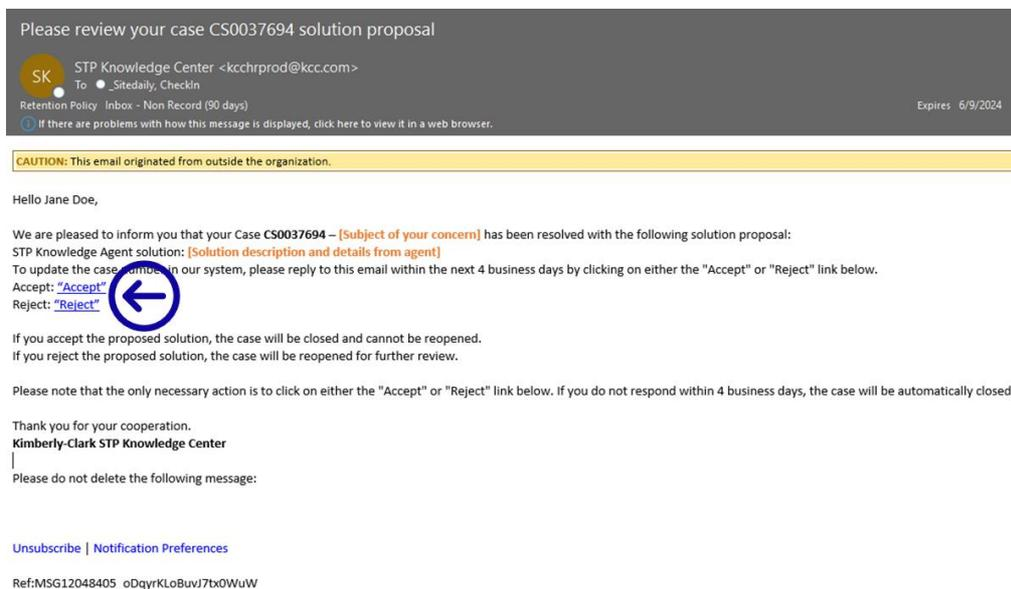 Please review your case CS0037694 solution proposal
SK
STP Knowledge Center <kcchrprod@kcc.com>
To _Sitedaily, CheckIn
Retention Policy Inbox - Non Record (90 days)
Expires 6/9/2024
If there are problems with how this message is displayed, click here to view it in a web browser.
CAUTION: This email originated from outside the organization.
Hello Jane Doe,
We are pleased to inform you that your Case CS0037694 – [Subject of your concern] has been resolved with the following solution proposal:
STP Knowledge Agent solution: [Solution description and details from agent]
To update the case number in our system, please reply to this email within the next 4 business days by clicking on either the "Accept" or "Reject" link below.
Accept: “Accept”
Reject: “Reject”
If you accept the proposed solution, the case will be closed and cannot be reopened.
If you reject the proposed solution, the case will be reopened for further review.
Please note that the only necessary action is to click on either the "Accept" or "Reject" link below. If you do not respond within 4 business days, the case will be automatically closed
Thank you for your cooperation.
Kimberly-Clark STP Knowledge Center
Please do not delete the following message:
Unsubscribe | Notification Preferences
Ref:MSG12048405_oDqyrKLoBuvJ7tx0WuW